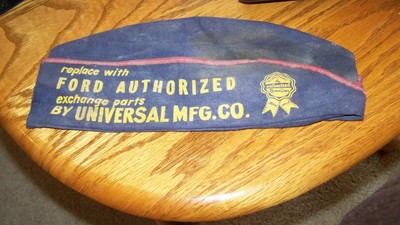 replace with
FORD AUTHORIZED
exchange parts
BY UNIVERSAL MFG. CO.